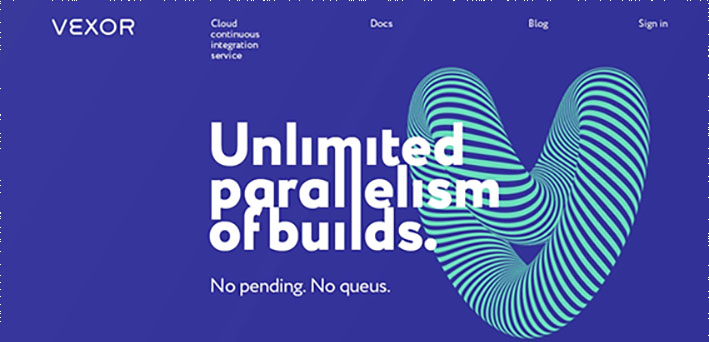 VEXOR
Cloud
continuous
integration
service
Docs
Blog
Sign in
Unlimited
parallelism
of builds.
No pending. No queus.